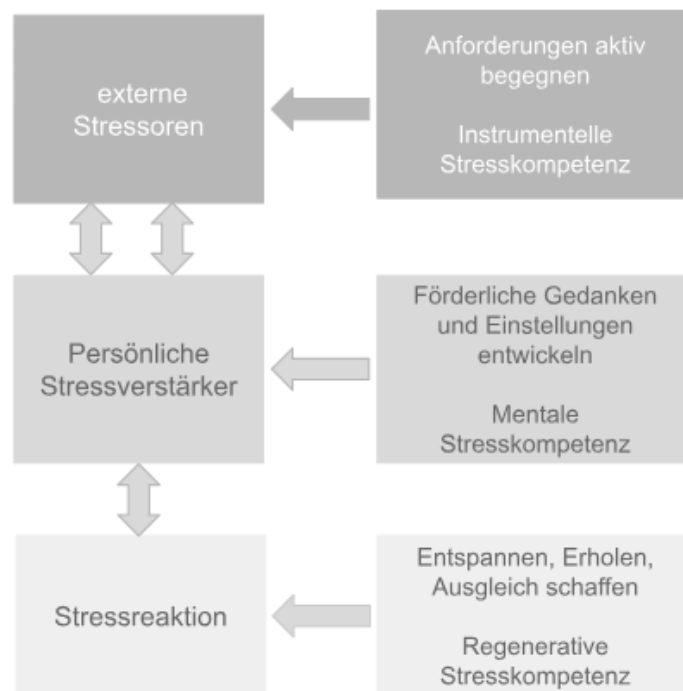 externe
Stressoren
Anforderungen aktiv
begegnen
Instrumentelle
Stresskompetenz
Persönliche
Stressverstärker
Förderliche Gedanken
und Einstellungen
entwickeln
Mentale
Stresskompetenz
Stressreaktion
Entspannen, Erholen,
Ausgleich schaffen
Regenerative
Stresskompetenz